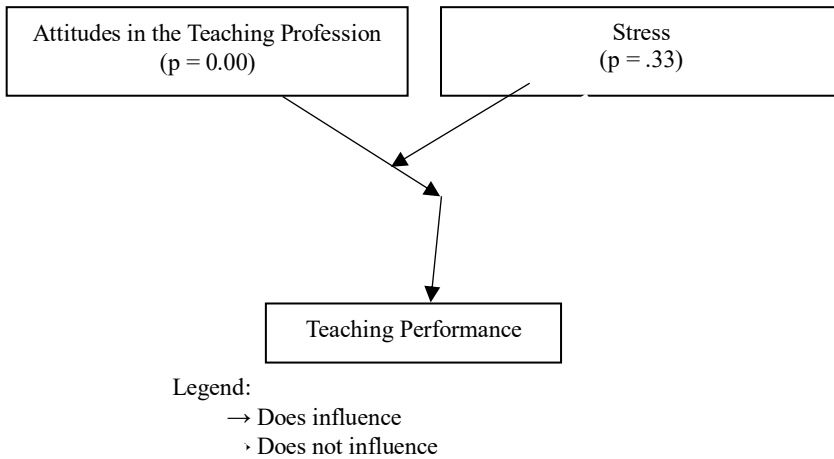 Attitudes in the Teaching Profession
(p = 0.00)
Stress
(p = .33)
Teaching Performance
Legend:
→ Does influence
Does not influence